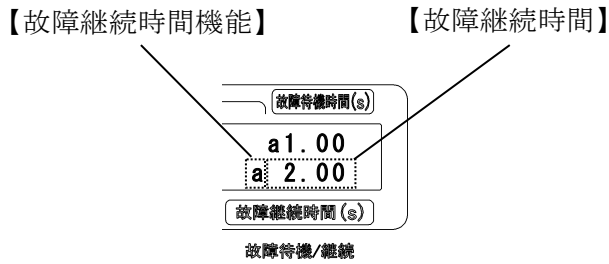 【故障継続時間機能】
【故障継続時間】
故障待機時間(s)
a1.00
a 2.00
故障継続時間(s)
故障待機/継続